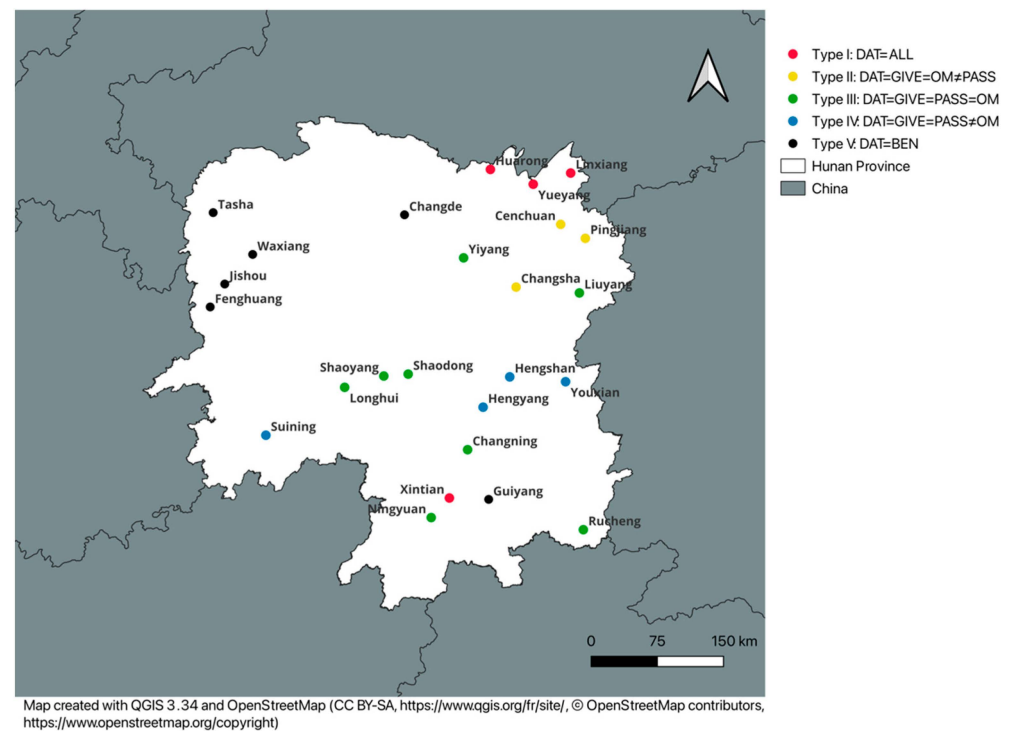 Type I: DAT=ALL
Type II: DAT=GIVE=OM≠PASS
Type III: DAT=GIVE=PASS=OM
Type IV: DAT=GIVE=PASS≠OM
Type V: DAT=BEN
Hunan Province
China
Huarong
Linxiang
Yueyang
Tasha
Changde
Cenchuan
Pingjiang
Waxiang
Yiyang
Jishou
Changsha
Liuyang
Fenghuang
Shaoyang
Shaodong
Hengshan
Longhui
Youxian
Hengyang
Suining
Changning
Xintian
Guiyang
Ningyuan
Rucheng
0 75 150 km
Map created with QGIS 3.34 and OpenStreetMap (CC BY-SA, https://www.qgis.org/fr/site/, © OpenStreetMap contributors,
https://www.openstreetmap.org/copyright)